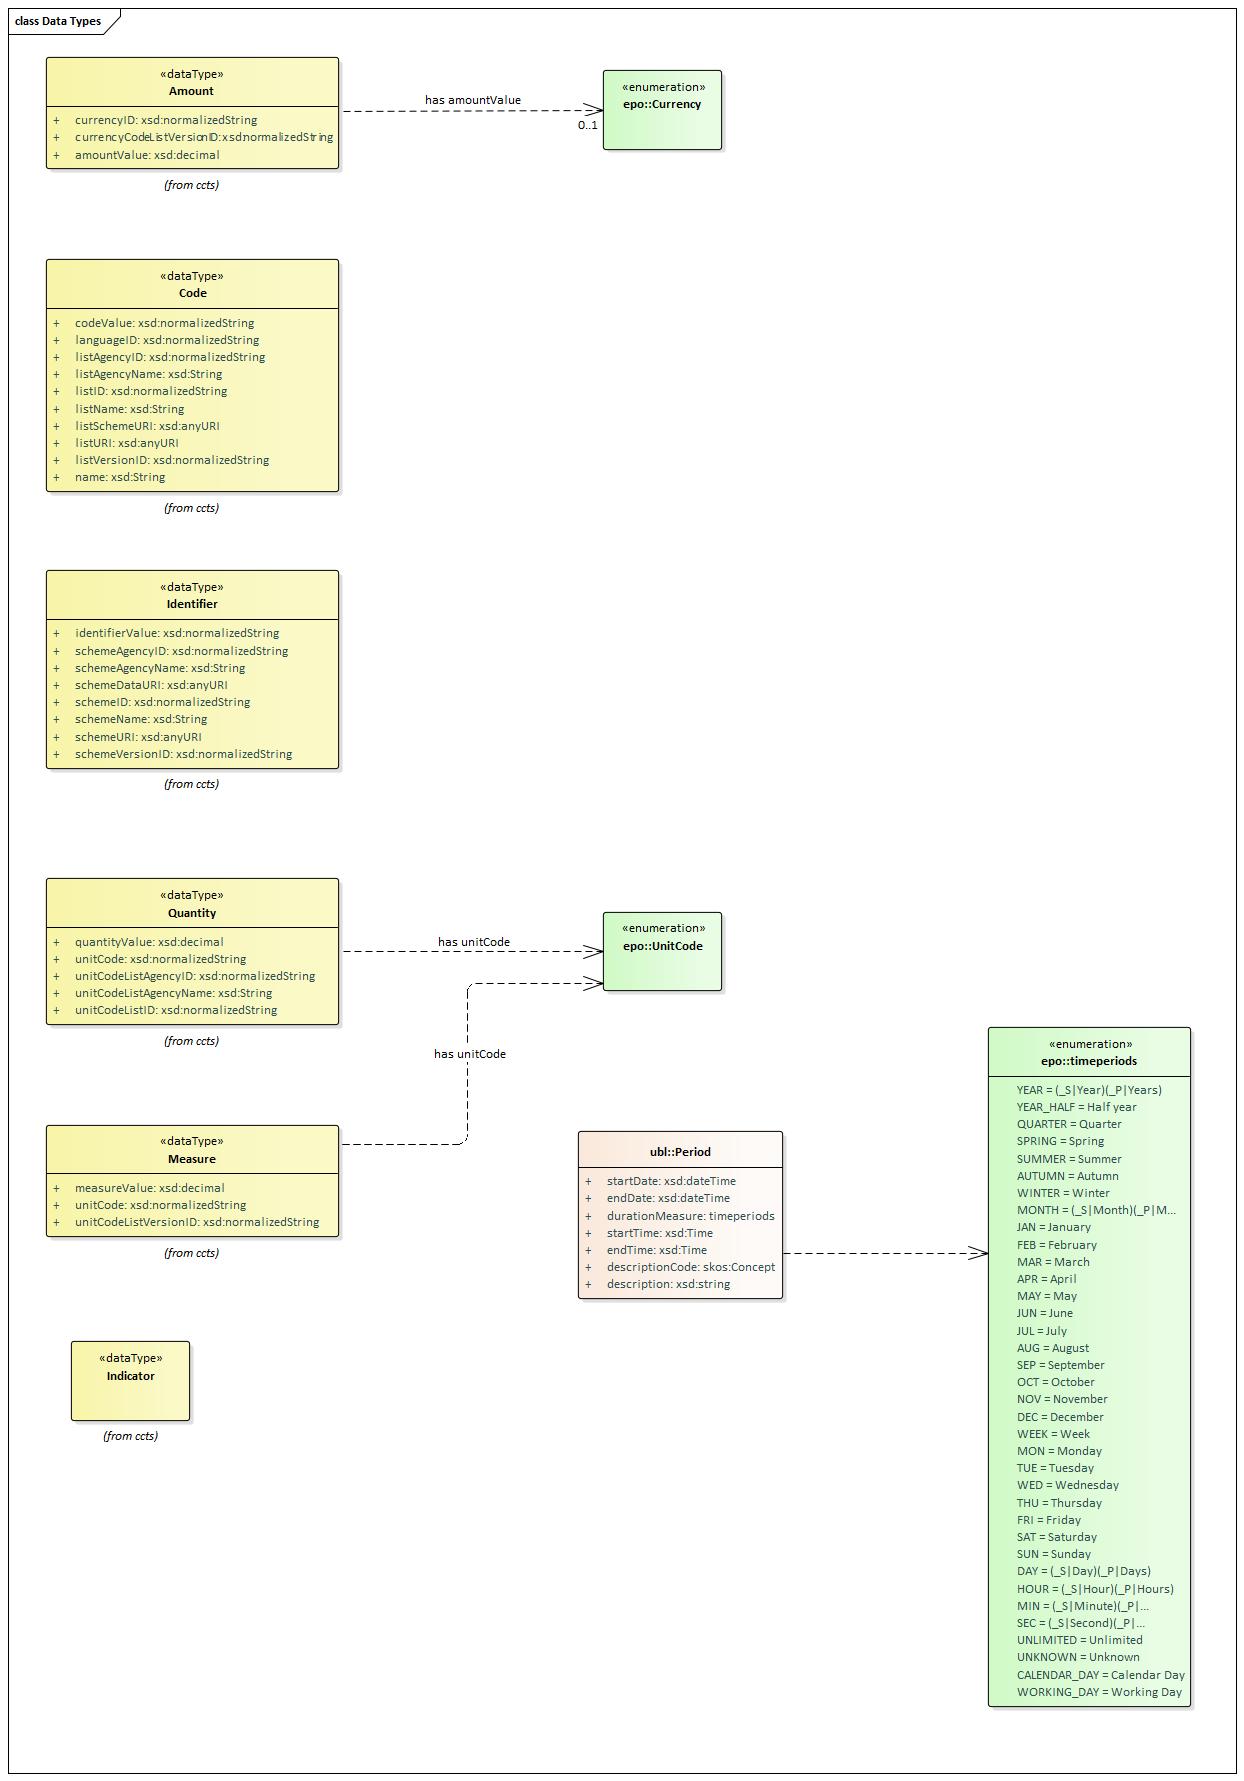 class Data Types
«dataType»
Amount
+ currencyID: xsd:normalizedString
+ currencyCodeListVersionID:xsd:normalizedString
+ amountValue: xsd:decimal
(from ccts)
has amountValue
0..1
«enumeration»
epo::Currency
«dataType»
Code
+ codeValue: xsd:normalizedString
+ languageID: xsd:normalizedString
+ listAgencyID: xsd:normalizedString
+ listAgencyName: xsd:String
+ listID: xsd:normalizedString
+ listName: xsd:String
+ listSchemeURI: xsd:anyURI
+ listURI: xsd:anyURI
+ listVersionID: xsd:normalizedString
+ name: xsd:String
(from ccts)
«dataType»
Identifier
+ identifierValue: xsd:normalizedString
+ schemeAgencyID: xsd:normalizedString
+ schemeAgencyName: xsd:String
+ schemeDataURI: xsd:anyURI
+ schemeID: xsd:normalizedString
+ schemeName: xsd:String
+ schemeURI: xsd:anyURI
+ schemeVersionID: xsd:normalizedString
(from ccts)
«dataType»
Quantity
+ quantityValue: xsd:decimal
+ unitCode: xsd:normalizedString
+ unitCodeListAgencyID: xsd:normalizedString
+ unitCodeListAgencyName: xsd:String
+ unitCodeListID: xsd:normalizedString
(from ccts)
has unitCode
«enumeration»
epo::UnitCode
has unitCode
«dataType»
Measure
+ measureValue: xsd:decimal
+ unitCode: xsd:normalizedString
+ unitCodeListVersionID: xsd:normalizedString
(from ccts)
ubl::Period
+ startDate: xsd:dateTime
+ endDate: xsd:dateTime
+ durationMeasure: timeperiods
+ startTime: xsd:Time
+ endTime: xsd:Time
+ descriptionCode: skos:Concept
+ description: xsd:string
«dataType»
Indicator
(from ccts)
«enumeration»
epo::timeperiods
YEAR = (_S|Year)(_P|Years)
YEAR_HALF = Half year
QUARTER = Quarter
SPRING = Spring
SUMMER = Summer
AUTUMN = Autumn
WINTER = Winter
MONTH = (_S|Month)(_P|M...
JAN = January
FEB = February
MAR = March
APR = April
MAY = May
JUN = June
JUL = July
AUG = August
SEP = September
OCT = October
NOV = November
DEC = December
WEEK = Week
MON = Monday
TUE = Tuesday
WED = Wednesday
THU = Thursday
FRI = Friday
SAT = Saturday
SUN = Sunday
DAY = (_S|Day)(_P|Days)
HOUR = (_S|Hour)(_P|Hours)
MIN = (_S|Minute)(_P|...
SEC = (_S|Second)(_P|...
UNLIMITED = Unlimited
UNKNOWN = Unknown
CALENDAR_DAY = Calendar Day
WORKING_DAY = Working Day